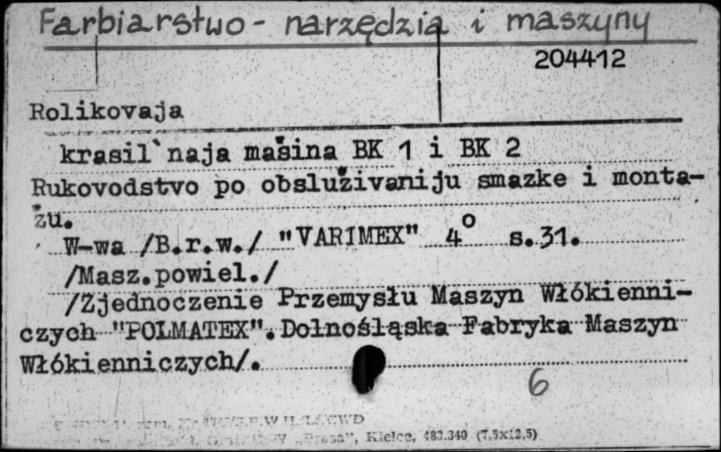 Farbiarstwo - narzędzia i maszyny
204412
Rolikovaja
krasil`naja mašina BK 1 i BK 2
Rukovodstvo po obsluživaniju smazke i monta-
žu.
W-wa /B.r.w./ "VARIMEX" 4° s.31.
/Masz.powiel./
/Zjednoczenie Przemysłu Maszyn Włókienni-
czych "POLMATEX". Dolnośląska Fabryka Maszyn
Włókienniczych/.
6
"Prasa", Kielce, 483.340 (7,5x12,5)